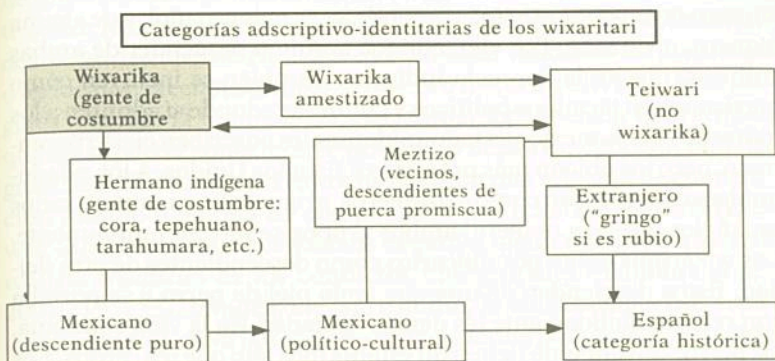 Categorías adscriptivo-identitarias de los wixaritari
Wixarika
(gente de
costumbre
Wixarika
amestizado
Teiwari
(no
wixarika)
Hermano indígena
(gente de costumbre:
cora, tepehuano,
tarahumara, etc.)
Meztizo
(vecinos,
descendientes de
puerca promiscua)
Extranjero
("gringo"
si es rubio)
Mexicano
(descendiente puro)
Mexicano
(político-cultural)
Español
(categoría histórica)